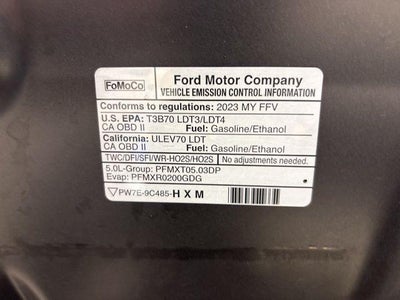 FoMoCo
Ford Motor Company
VEHICLE EMISSION CONTROL INFORMATION
Conforms to regulations: 2023 MY FFV
U.S. EPA: T3B70 LDT3/LDT4
CA OBD II Fuel: Gasoline/Ethanol
California: ULEV70 LDT
CA OBD II Fuel: Gasoline/Ethanol
TWC/DFI/SFI/WR-HO2S/HO2S No adjustments needed.
5.0L-Group: PFMXT05.03DP
Evap: PFMXR0200GDG
PW7E-9C485-HXM